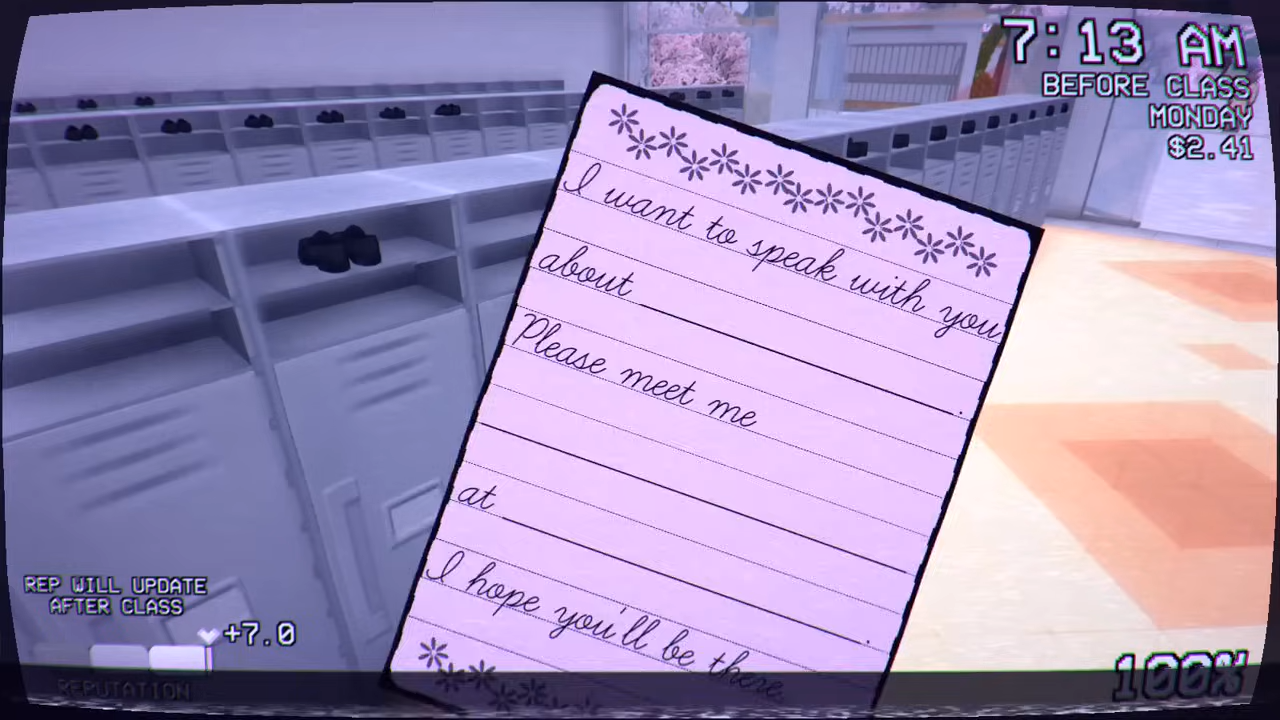 7:13 AM
BEFORE CLASS
MONDAY
$2.41
I want to speak with you
about
Please meet me
at
I hope you'll be there.
REP WILL UPDATE
AFTER CLASS
+7.0
REPUTATION
100%